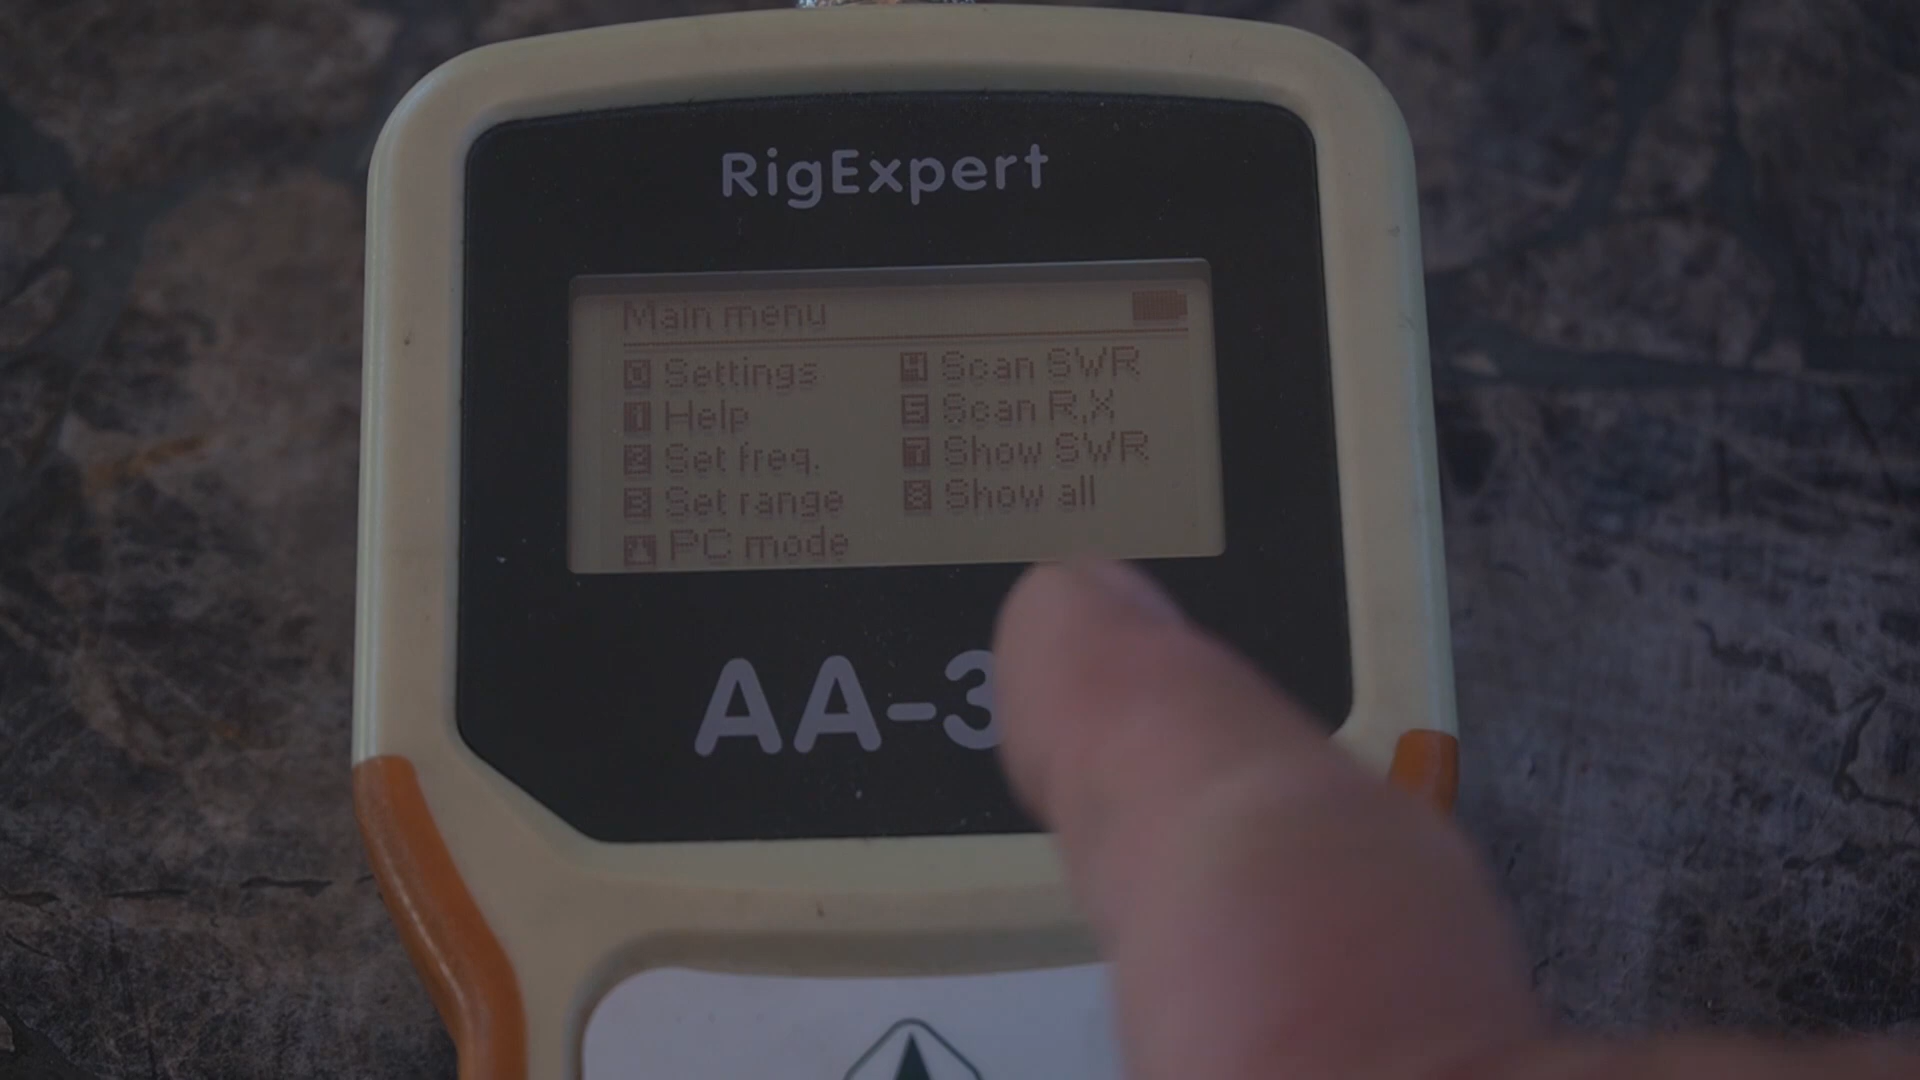 RigExpert
Main menu
0 Settings
1 Help
2 Set freq.
3 Set range
PC mode
4 Scan SWR
5 Scan R,X
7 Show SWR
8 Show all
AA-3